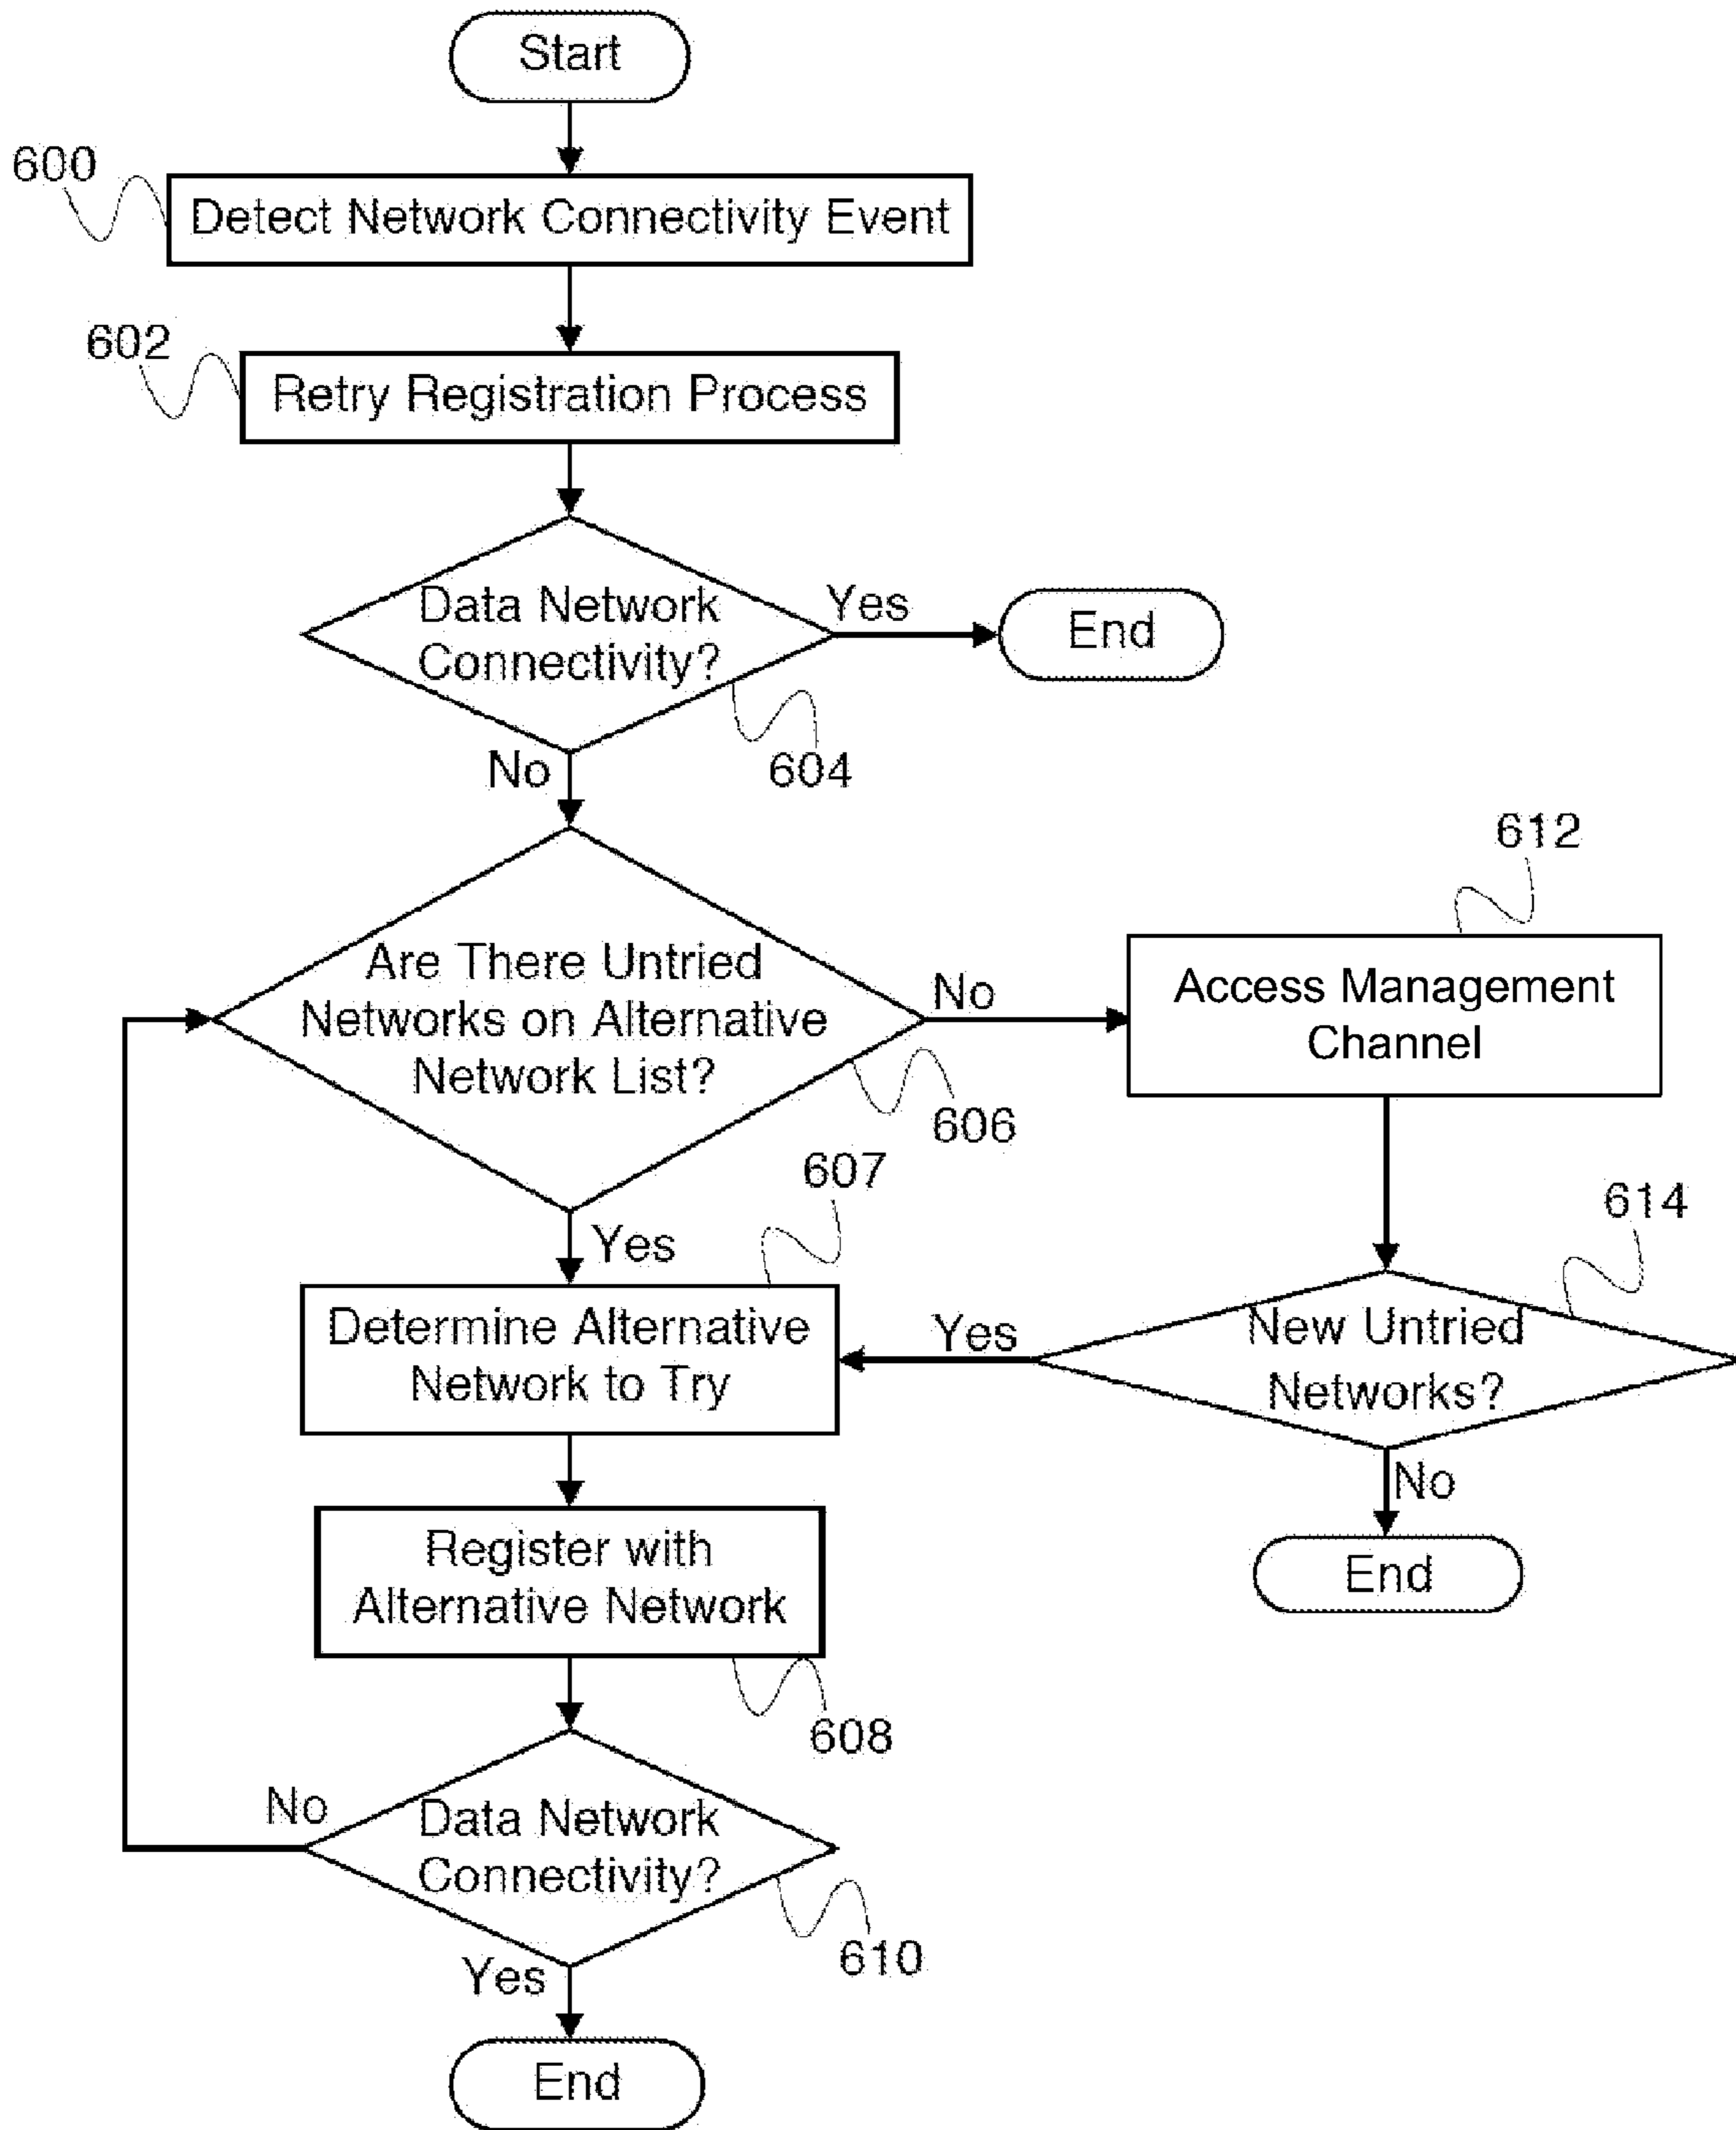 Start
600
Detect Network Connectivity Event
602
Retry Registration Process
Data Network
Connectivity?
Yes
End
604
No
612
Are There Untried
Networks on Alternative
Network List?
No
Access Management
Channel
606
607
614
Yes
Determine Alternative
Network to Try
Yes
New Untried
Networks?
No
Register with
Alternative Network
End
608
No
Data Network
Connectivity?
610
Yes
End